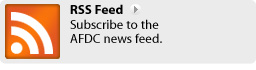 RSS Feed
Subscribe to the
AFDC news feed.